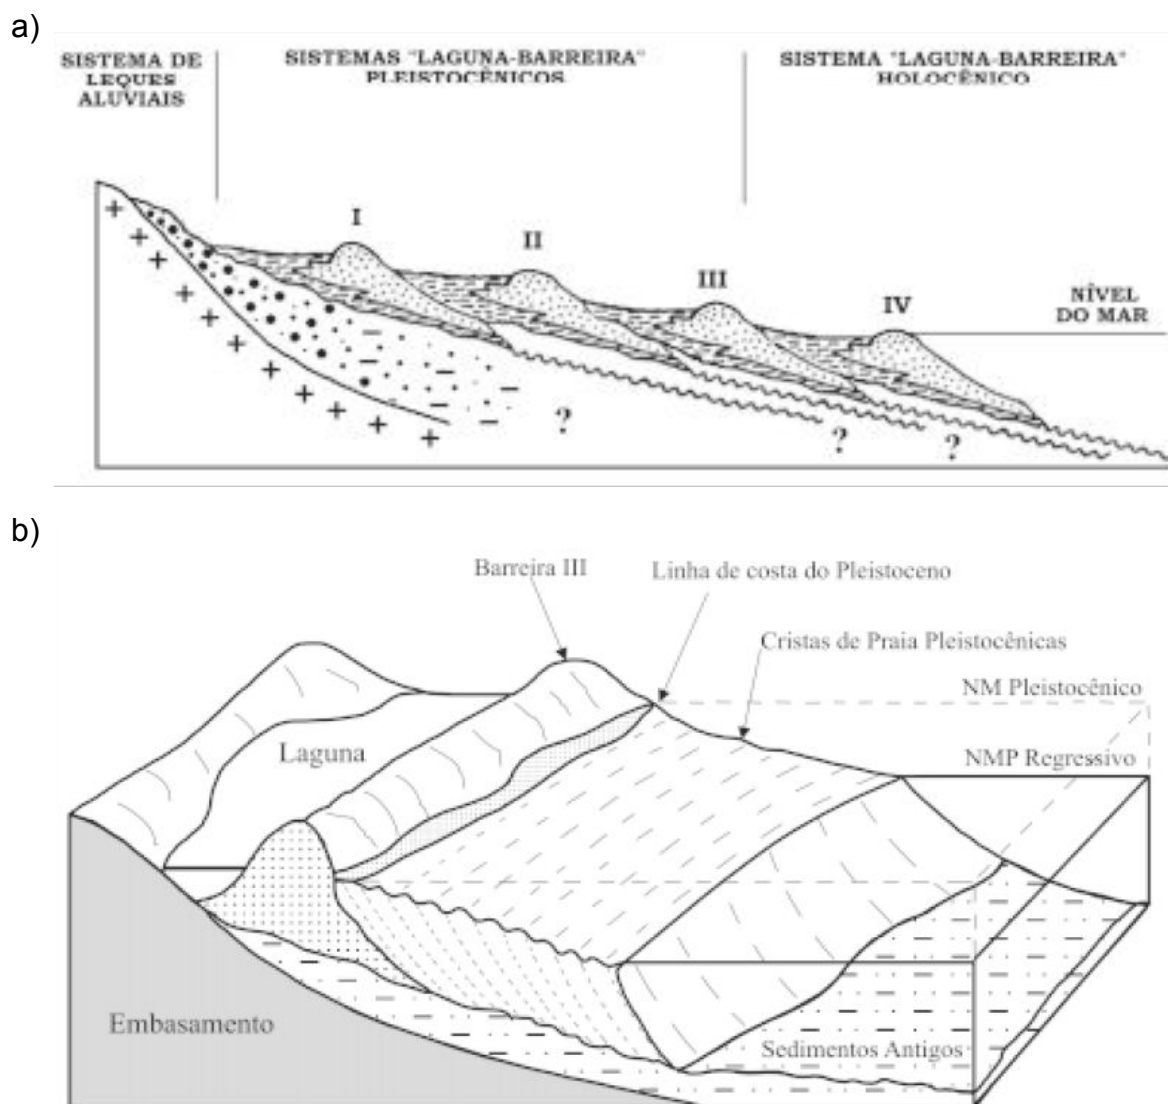 a)
SISTEMA DE
LEQUES
ALUVIAIS
SISTEMAS "LAGUNA-BARREIRA"
PLEISTOCÊNICOS
SISTEMA "LAGUNA-BARREIRA"
HOLOCÊNICO
I
II
III
IV
NÍVEL
DO MAR
?
?
?
b)
Barreira III
Linha de costa do Pleistoceno
Cristas de Praia Pleistocênicas
NM Pleistocênico
NMP Regressivo
Laguna
Embasamento
Sedimentos Antigos